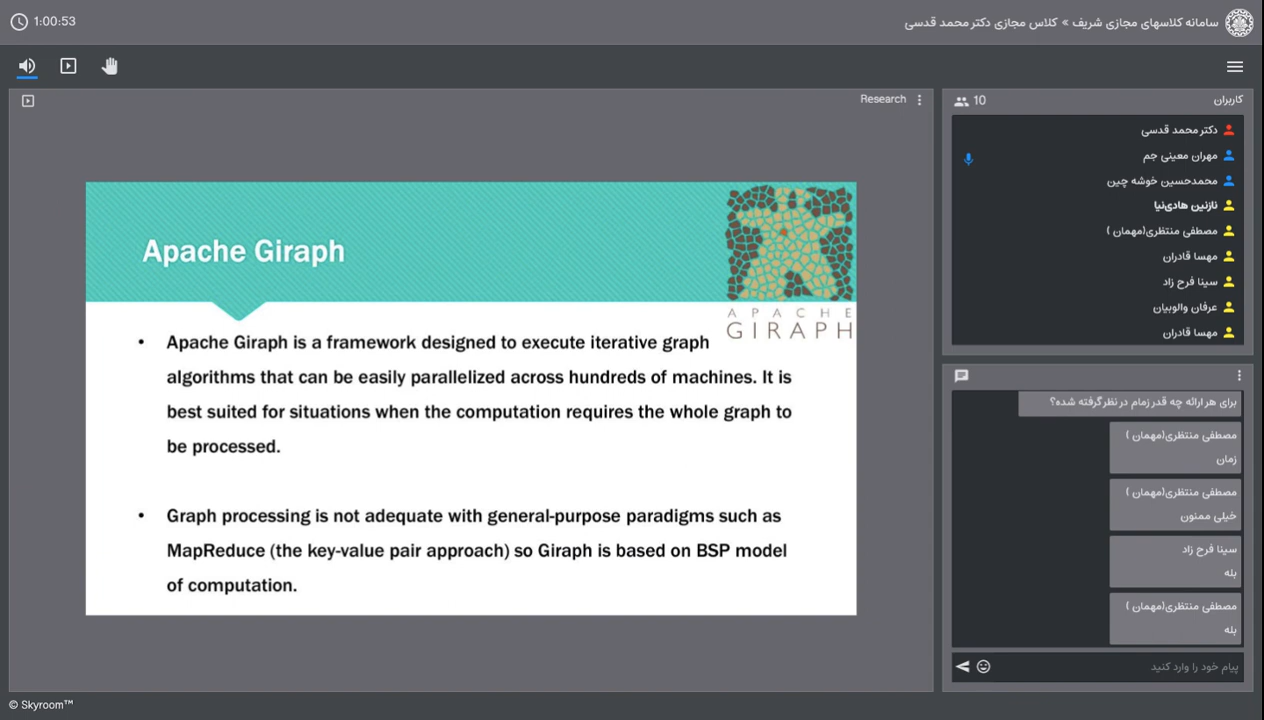 1:00:53
سامانه کلاسهای مجازی شریف » کلاس مجازی دکتر محمد قدسی
Research
Apache Giraph
APACHE
GIRAPH
• Apache Giraph is a framework designed to execute iterative graph
algorithms that can be easily parallelized across hundreds of machines. It is
best suited for situations when the computation requires the whole graph to
be processed.
• Graph processing is not adequate with general-purpose paradigms such as
MapReduce (the key-value pair approach) so Giraph is based on BSP model
of computation.
کاربران
10
دکتر محمد قدسی
مهران معینی جم
محمدحسین خوشه چین
نازنین هادی‌نیا
مصطفی منتظری(مهمان )
مهسا قادران
سینا فرح زاد
عرفان والوبیان
مهسا قادران
برای هر ارائه چه قدر زمام در نظر گرفته شده؟
مصطفی منتظری(مهمان )
زمان
مصطفی منتظری(مهمان )
خیلی ممنون
سینا فرح زاد
بله
مصطفی منتظری(مهمان )
بله
پیام خود را وارد کنید
© Skyroom™